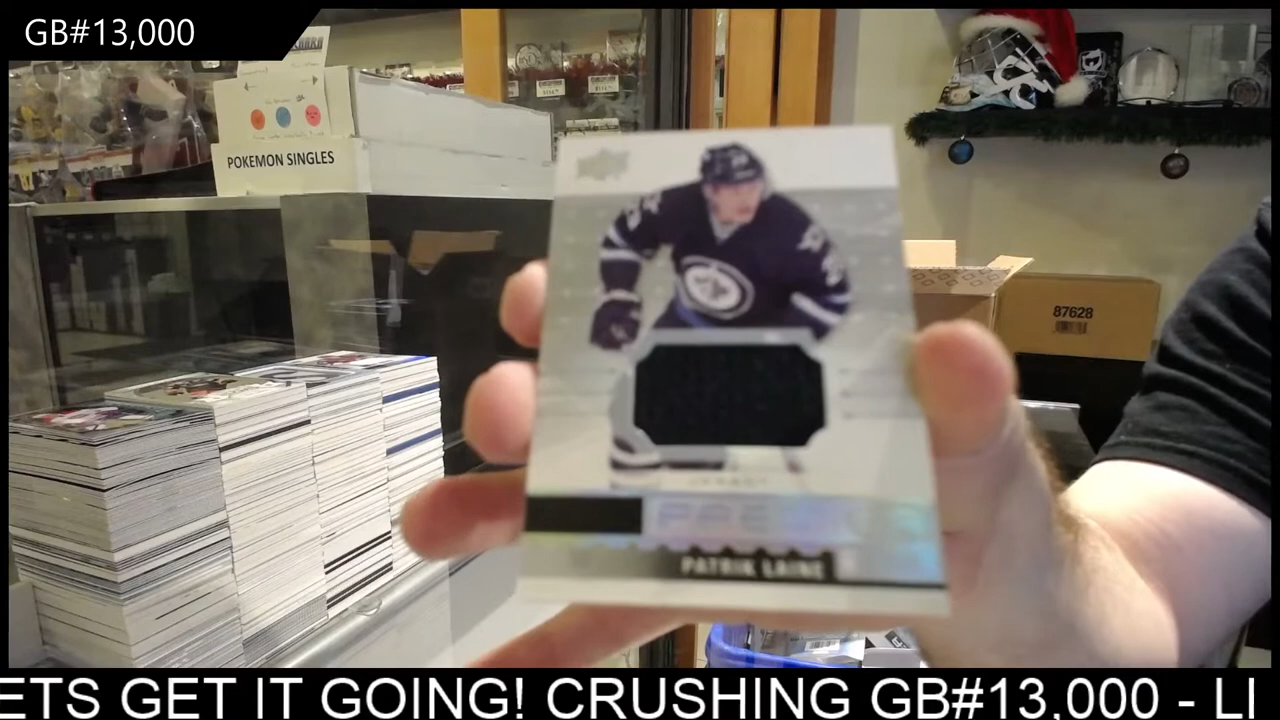 GB#13,000
POKEMON SINGLES
87628
PATRIK LAINE
ETS GET IT GOING! CRUSHING GB#13,000 - LI